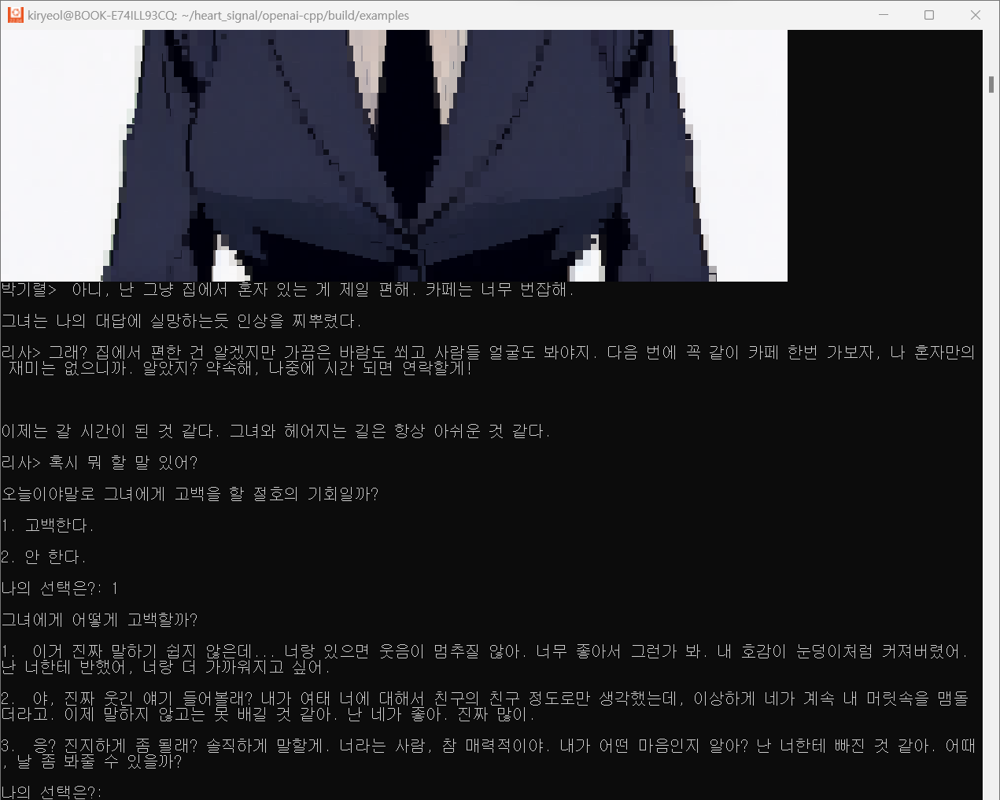 kiryeol@BOOK-E74ILL93CQ: ~/heart_signal/openai-cpp/build/examples
박기렬>  아니, 난 그냥 집에서 혼자 있는 게 제일 편해. 카페는 너무 번잡해.
그녀는 나의 대답에 실망하는듯 인상을 찌뿌렸다.
리사> 그래? 집에서 편한 건 알겠지만 가끔은 바람도 쐬고 사람들 얼굴도 봐야지. 다음 번에 꼭 같이 카페 한번 가보자, 나 혼자만의
재미는 없으니까. 알았지? 약속해, 나중에 시간 되면 연락할게!
이제는 갈 시간이 된 것 같다. 그녀와 헤어지는 길은 항상 아쉬운 것 같다.
리사> 혹시 뭐 할 말 있어?
오늘이야말로 그녀에게 고백을 할 절호의 기회일까?
1. 고백한다.
2. 안 한다.
나의 선택은?: 1
그녀에게 어떻게 고백할까?
1.  이거 진짜 말하기 쉽지 않은데... 너랑 있으면 웃음이 멈추질 않아. 너무 좋아서 그런가 봐. 내 호감이 눈덩이처럼 커져버렸어.
난 너한테 반했어, 너랑 더 가까워지고 싶어.
2.  야, 진짜 웃긴 얘기 들어볼래? 내가 여태 너에 대해서 친구의 친구 정도로만 생각했는데, 이상하게 네가 계속 내 머릿속을 맴돌
더라고. 이제 말하지 않고는 못 배길 것 같아. 난 네가 좋아. 진짜 많이.
3.  응? 진지하게 좀 될래? 솔직하게 말할게. 너라는 사람, 참 매력적이야. 내가 어떤 마음인지 알아? 난 너한테 빠진 것 같아. 어때
, 날 좀 봐줄 수 있을까?
나의 선택은?: